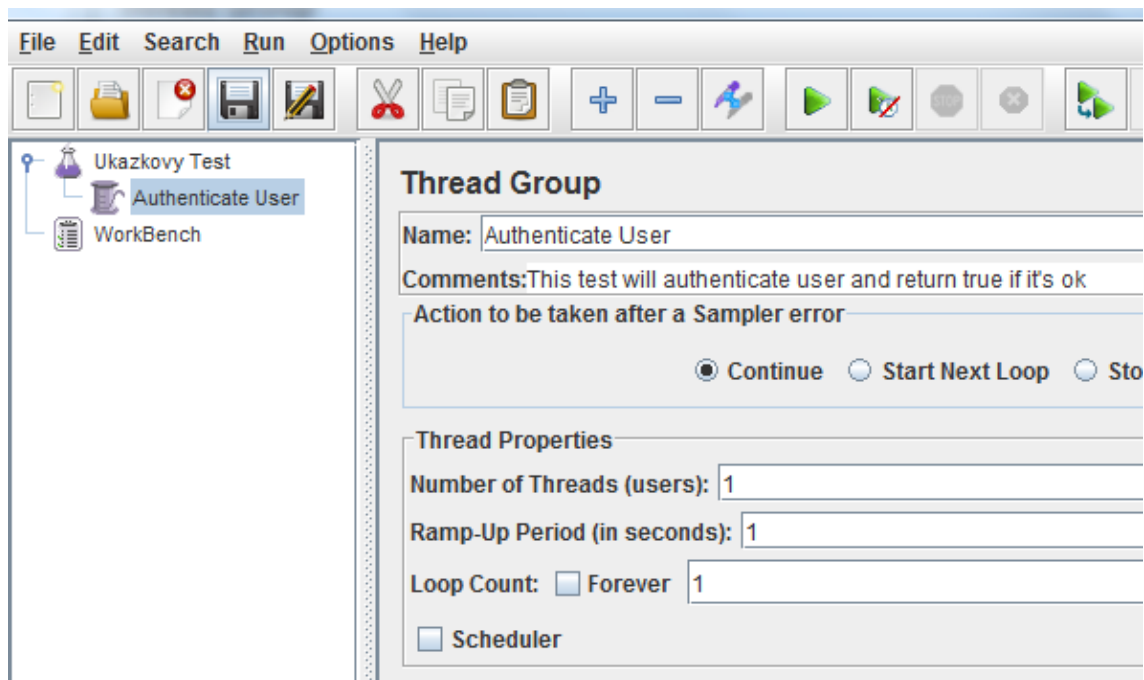 File Edit Search Run Options Help
STOP
Ukazkovy Test
Authenticate User
WorkBench
Thread Group
Name: Authenticate User
Comments:This test will authenticate user and return true if it's ok
Action to be taken after a Sampler error
Continue Start Next Loop Sto
Thread Properties
Number of Threads (users): 1
Ramp-Up Period (in seconds): 1
Loop Count: Forever 1
Scheduler